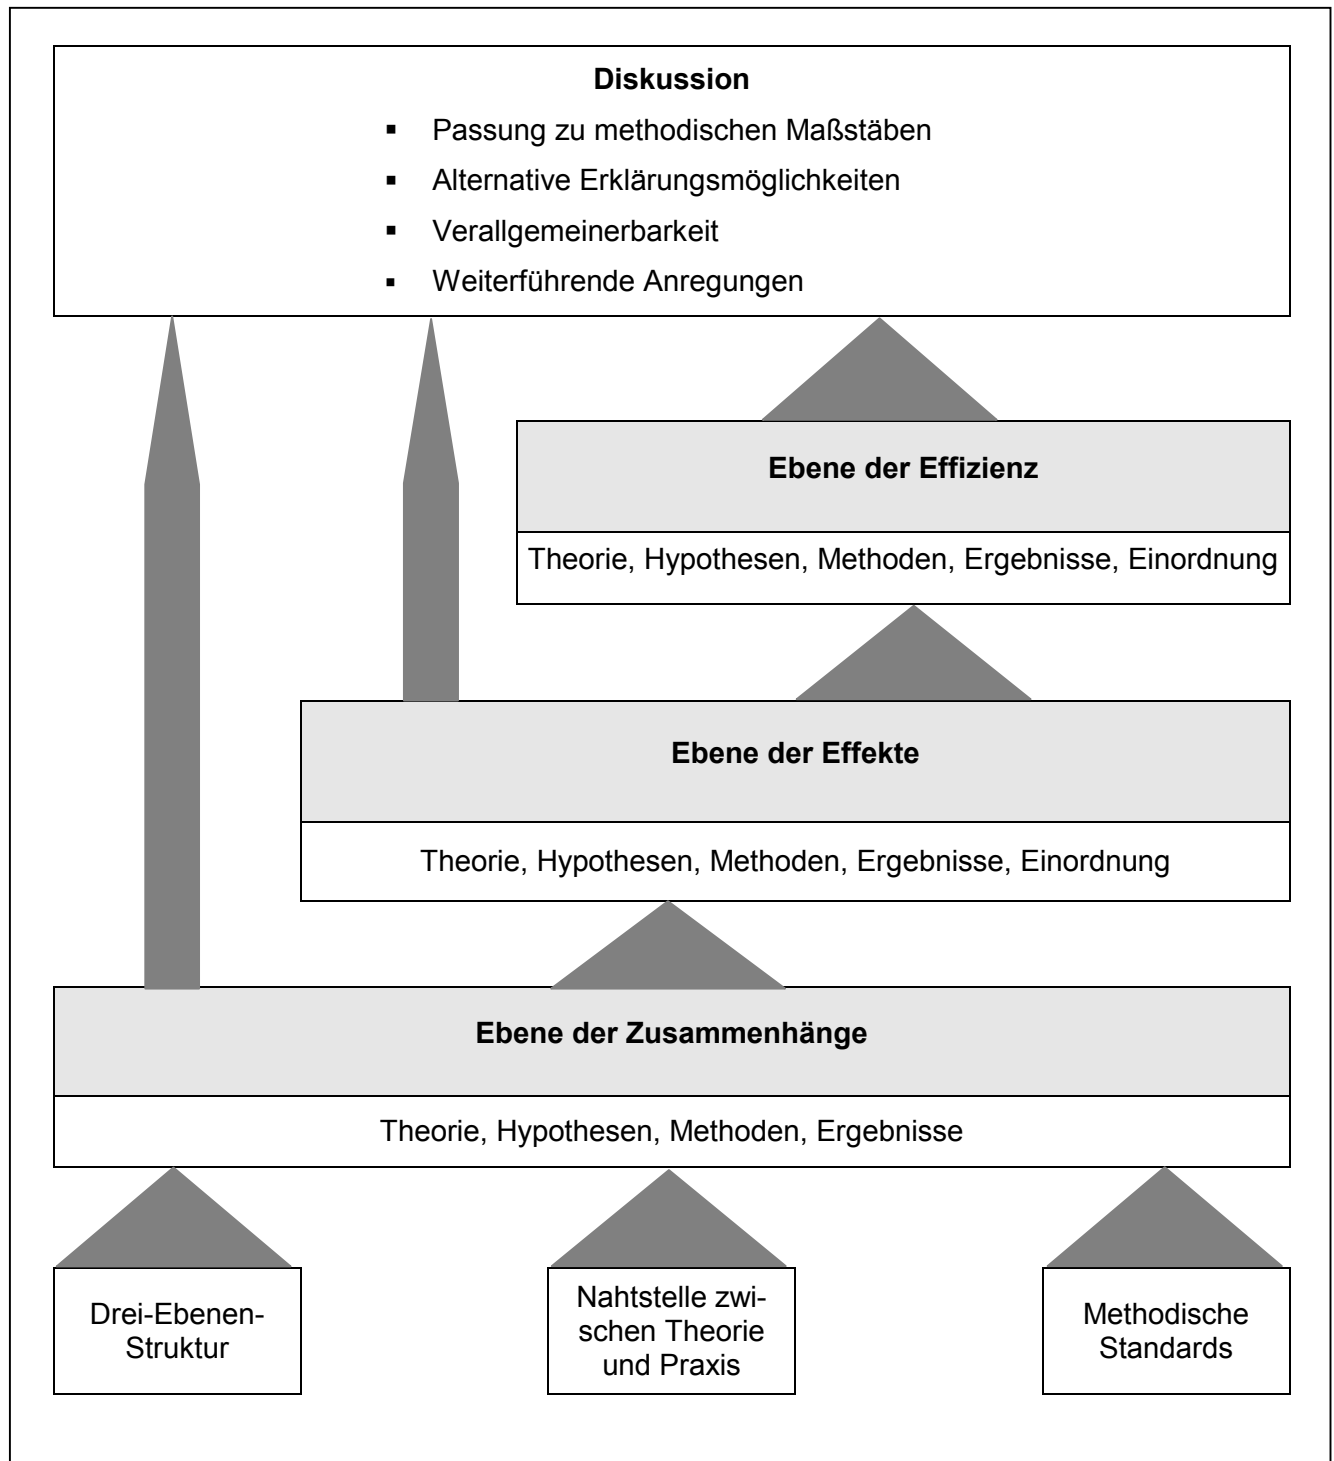 Diskussion
▪ Passung zu methodischen Maßstäben
▪ Alternative Erklärungsmöglichkeiten
▪ Verallgemeinerbarkeit
▪ Weiterführende Anregungen
Ebene der Effizienz
Theorie, Hypothesen, Methoden, Ergebnisse, Einordnung
Ebene der Effekte
Theorie, Hypothesen, Methoden, Ergebnisse, Einordnung
Ebene der Zusammenhänge
Theorie, Hypothesen, Methoden, Ergebnisse
Drei-Ebenen-
Struktur
Nahtstelle zwi-
schen Theorie
und Praxis
Methodische
Standards